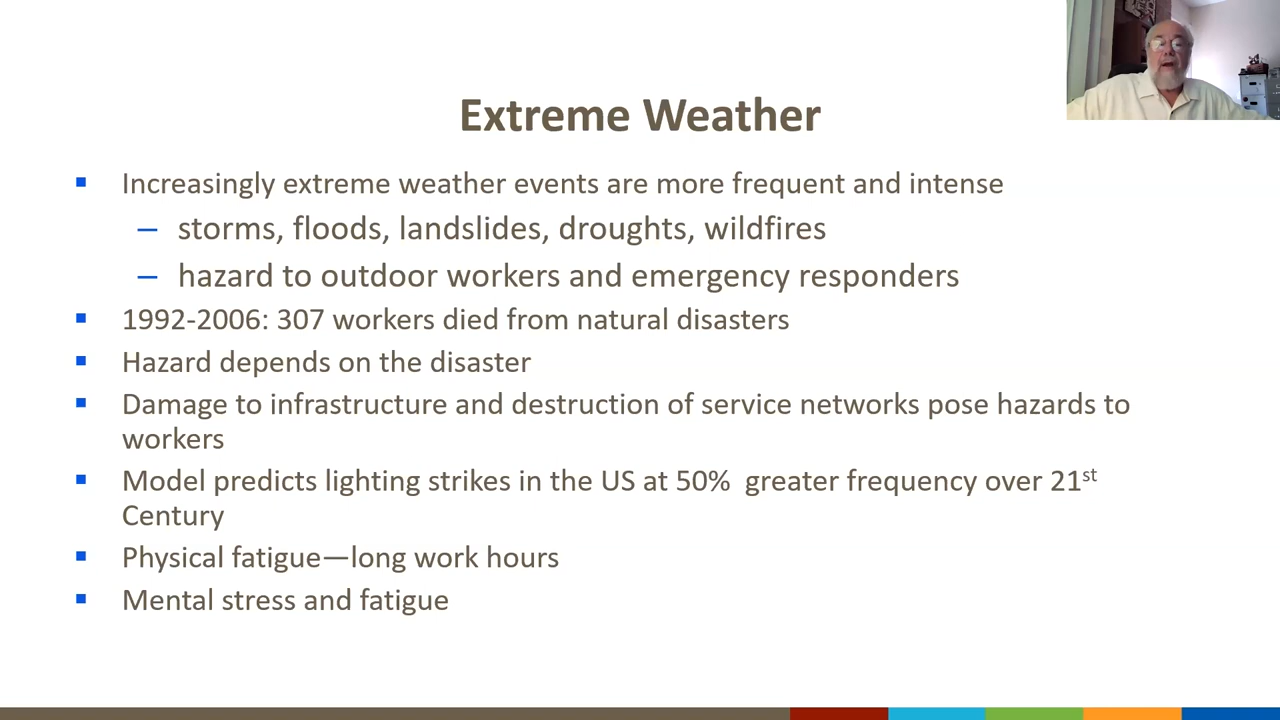 Extreme Weather
Increasingly extreme weather events are more frequent and intense
– storms, floods, landslides, droughts, wildfires
– hazard to outdoor workers and emergency responders
1992-2006: 307 workers died from natural disasters
Hazard depends on the disaster
Damage to infrastructure and destruction of service networks pose hazards to
workers
Model predicts lighting strikes in the US at 50% greater frequency over 21st
Century
Physical fatigue—long work hours
Mental stress and fatigue